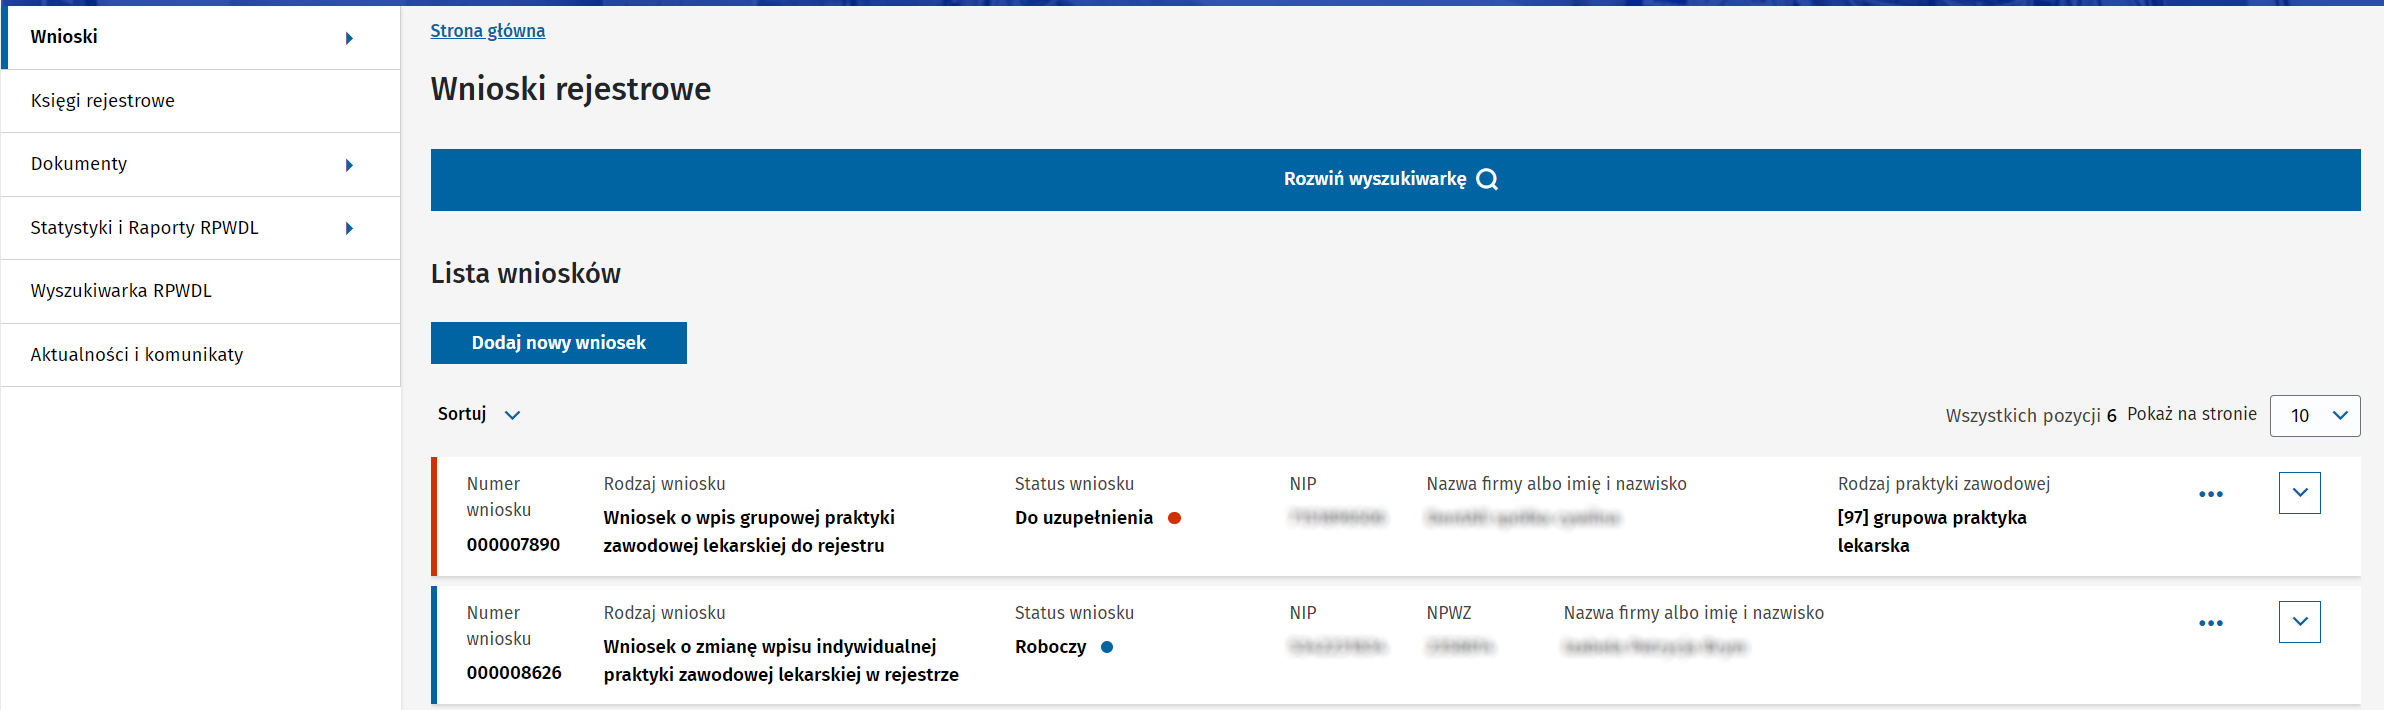 Wnioski
Księgi rejestrowe
Dokumenty
Statystyki i Raporty RPWDL
Wyszukiwarka RPWDL
Aktualności i komunikaty
Strona główna
Wnioski rejestrowe
Rozwiń wyszukiwarkę
Lista wniosków
Dodaj nowy wniosek
Sortuj
Wszystkich pozycji 6 Pokaż na stronie 10
Numer
wniosku
000007890
Rodzaj wniosku
Wniosek o wpis grupowej praktyki
zawodowej lekarskiej do rejestru
Status wniosku
Do uzupełnienia
NIP
Nazwa firmy albo imię i nazwisko
Rodzaj praktyki zawodowej
[97] grupowa praktyka
lekarska
Numer
wniosku
000008626
Rodzaj wniosku
Wniosek o zmianę wpisu indywidualnej
praktyki zawodowej lekarskiej w rejestrze
Status wniosku
Roboczy
NIP
NPWZ
Nazwa firmy albo imię i nazwisko